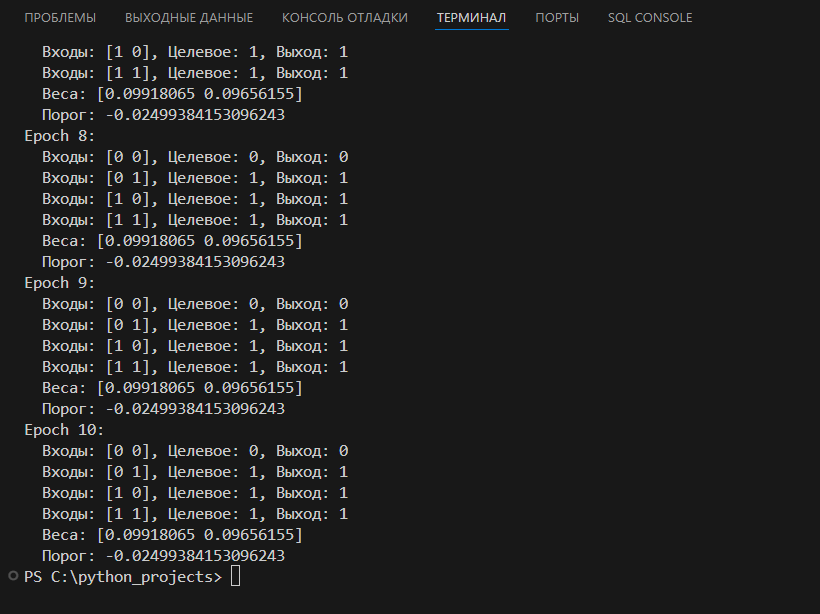 ПРОБЛЕМЫ ВЫХОДНЫЕ ДАННЫЕ КОНСОЛЬ ОТЛАДКИ ТЕРМИНАЛ ПОРТЫ SQL CONSOLE
Входы: [1 0], Целевое: 1, Выход: 1
Входы: [1 1], Целевое: 1, Выход: 1
Веса: [0.09918065 0.09656155]
Порог: -0.02499384153096243
Epoch 8:
Входы: [0 0], Целевое: 0, Выход: 0
Входы: [0 1], Целевое: 1, Выход: 1
Входы: [1 0], Целевое: 1, Выход: 1
Входы: [1 1], Целевое: 1, Выход: 1
Веса: [0.09918065 0.09656155]
Порог: -0.02499384153096243
Epoch 9:
Входы: [0 0], Целевое: 0, Выход: 0
Входы: [0 1], Целевое: 1, Выход: 1
Входы: [1 0], Целевое: 1, Выход: 1
Входы: [1 1], Целевое: 1, Выход: 1
Веса: [0.09918065 0.09656155]
Порог: -0.02499384153096243
Epoch 10:
Входы: [0 0], Целевое: 0, Выход: 0
Входы: [0 1], Целевое: 1, Выход: 1
Входы: [1 0], Целевое: 1, Выход: 1
Входы: [1 1], Целевое: 1, Выход: 1
Веса: [0.09918065 0.09656155]
Порог: -0.02499384153096243
PS C:\python_projects>